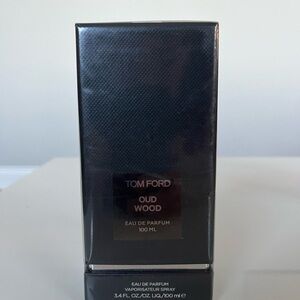 TOM FORD
OUD
WOOD
EAU DE PARFUM
100 ML
EAU DE PARFUM
VAPORISATEUR SPRAY
3.4 FL. OZ./OZ. LIQ./100 ml ℮